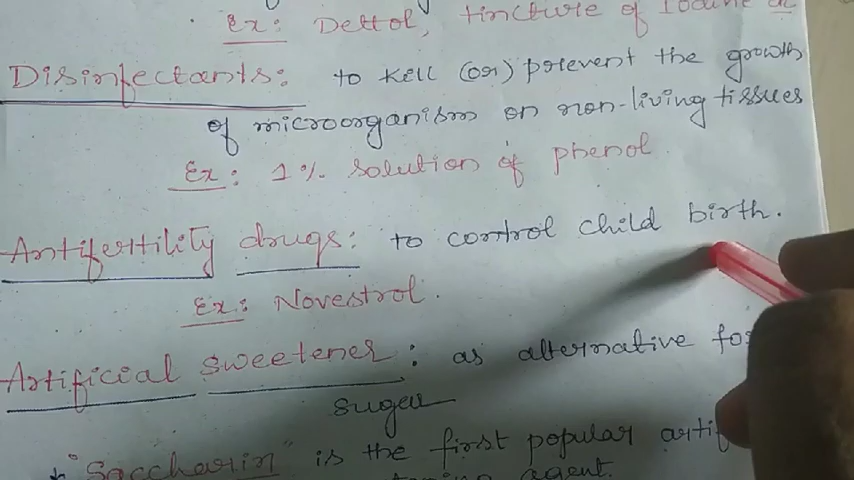 Ex: Dettol, tincture of Iodine
Disinfectants: to kill (or) prevent the growth
of microorganism on non-living tissues
Ex: 1% solution of phenol
Antifertility drugs: to control child birth.
Ex: Novestrol.
Artificial sweetener: as alternative for
sugar
* "Saccharin" is the first popular
agent.